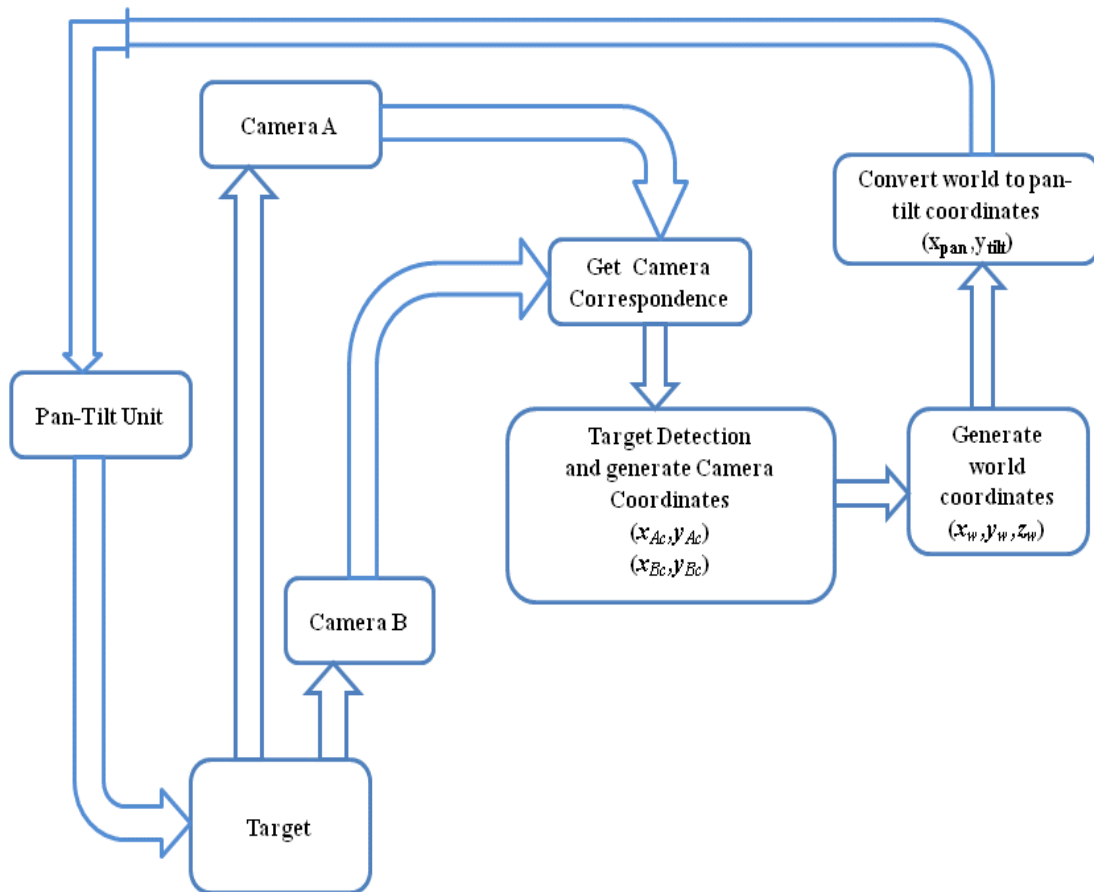 Camera A
Convert world to pan-
tilt coordinates
(xpan,ytilt)
Get Camera
Correspondence
Pan-Tilt Unit
Target Detection
and generate Camera
Coordinates
(xAc,yAc)
(xBc,yBc)
Generate
world
coordinates
(xw,yw,zw)
Camera B
Target